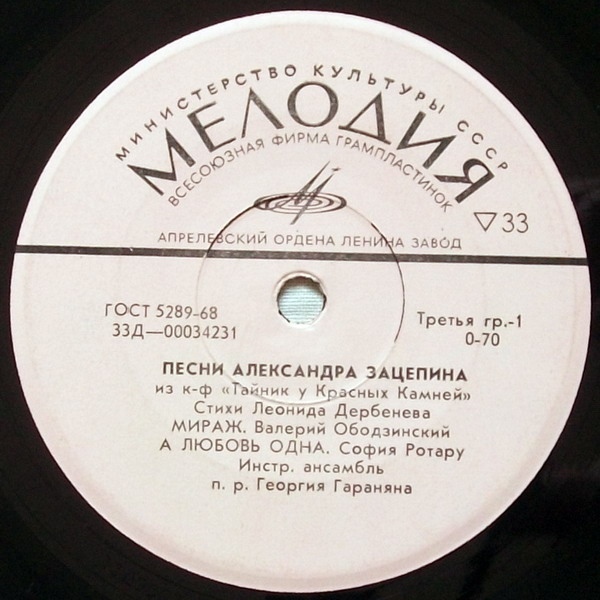 МИНИСТЕРСТВО КУЛЬТУРЫ СССР
МЕЛОДИЯ
ВСЕСОЮЗНАЯ ФИРМА ГРАМПЛАСТИНОК
▽33
АПРЕЛЕВСКИЙ ОРДЕНА ЛЕНИНА ЗАВОД
ГОСТ 5289-68
33Д—00034231
Третья гр.-1
0-70
ПЕСНИ АЛЕКСАНДРА ЗАЦЕПИНА
из к-ф «Тайник у Красных Камней»
Стихи Леонида Дербенева
МИРАЖ. Валерий Ободзинский
А ЛЮБОВЬ ОДНА. София Ротару
Инстр. ансамбль
п. р. Георгия Гараняна